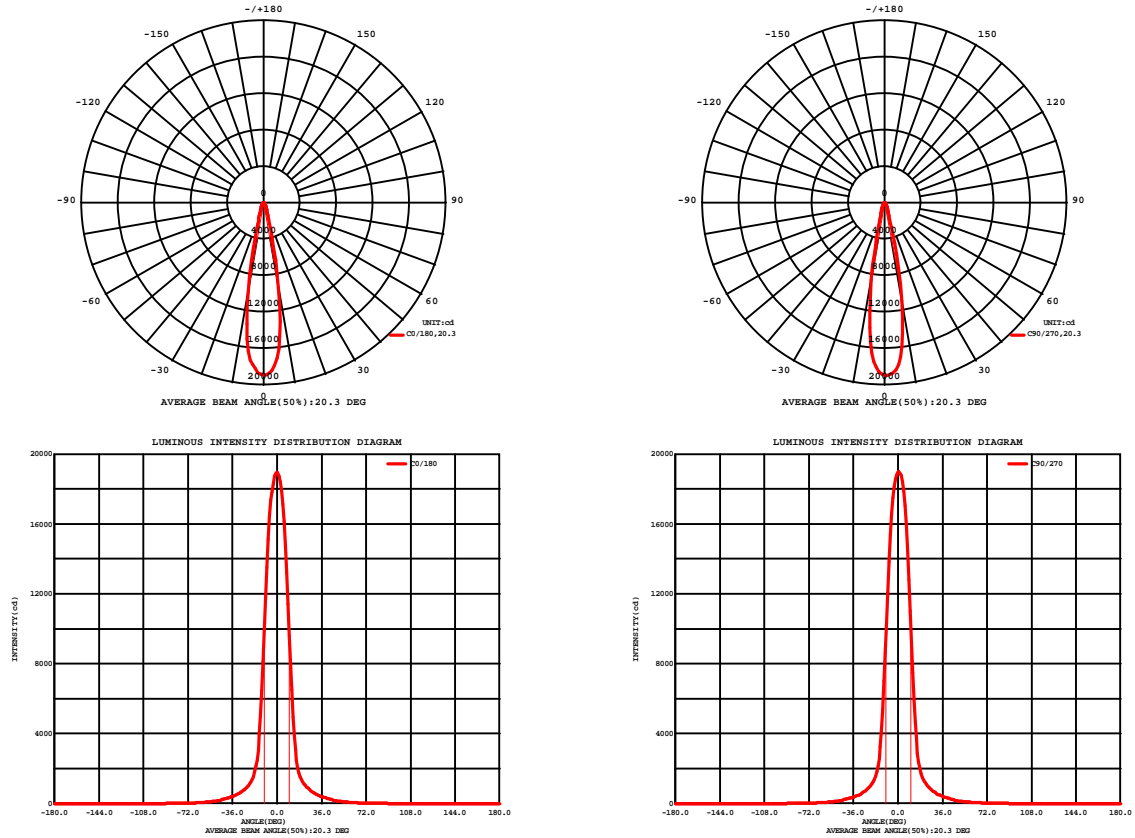 -/+180
-150 150
-120 120
-90 90
-60 60
-30 30
0
0
4000
8000
12000
16000
20000
UNIT:cd
C0/180,20.3
AVERAGE BEAM ANGLE(50%):20.3 DEG
-/+180
-150 150
-120 120
-90 90
-60 60
-30 30
0
0
4000
8000
12000
16000
20000
UNIT:cd
C90/270,20.3
AVERAGE BEAM ANGLE(50%):20.3 DEG
LUMINOUS INTENSITY DISTRIBUTION DIAGRAM
C0/180
20000
16000
12000
8000
4000
0
INTENSITY(cd)
-180.0 -144.0 -108.0 -72.0 -36.0 0.0 36.0 72.0 108.0 144.0 180.0
ANGLE(DEG)
AVERAGE BEAM ANGLE(50%):20.3 DEG
LUMINOUS INTENSITY DISTRIBUTION DIAGRAM
C90/270
20000
16000
12000
8000
4000
0
INTENSITY(cd)
-180.0 -144.0 -108.0 -72.0 -36.0 0.0 36.0 72.0 108.0 144.0 180.0
ANGLE(DEG)
AVERAGE BEAM ANGLE(50%):20.3 DEG